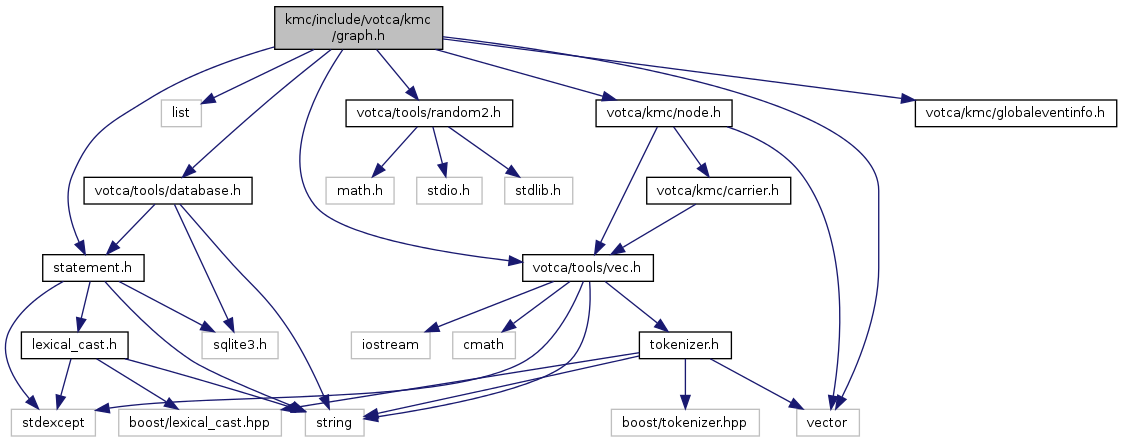 kmc/include/votca/kmc
/graph.h
list
votca/tools/random2.h
votca/kmc/node.h
votca/kmc/globaleventinfo.h
votca/tools/database.h
math.h
stdio.h
stdlib.h
votca/kmc/carrier.h
statement.h
votca/tools/vec.h
lexical_cast.h
sqlite3.h
iostream
cmath
tokenizer.h
stdexcept
boost/lexical_cast.hpp
string
boost/tokenizer.hpp
vector